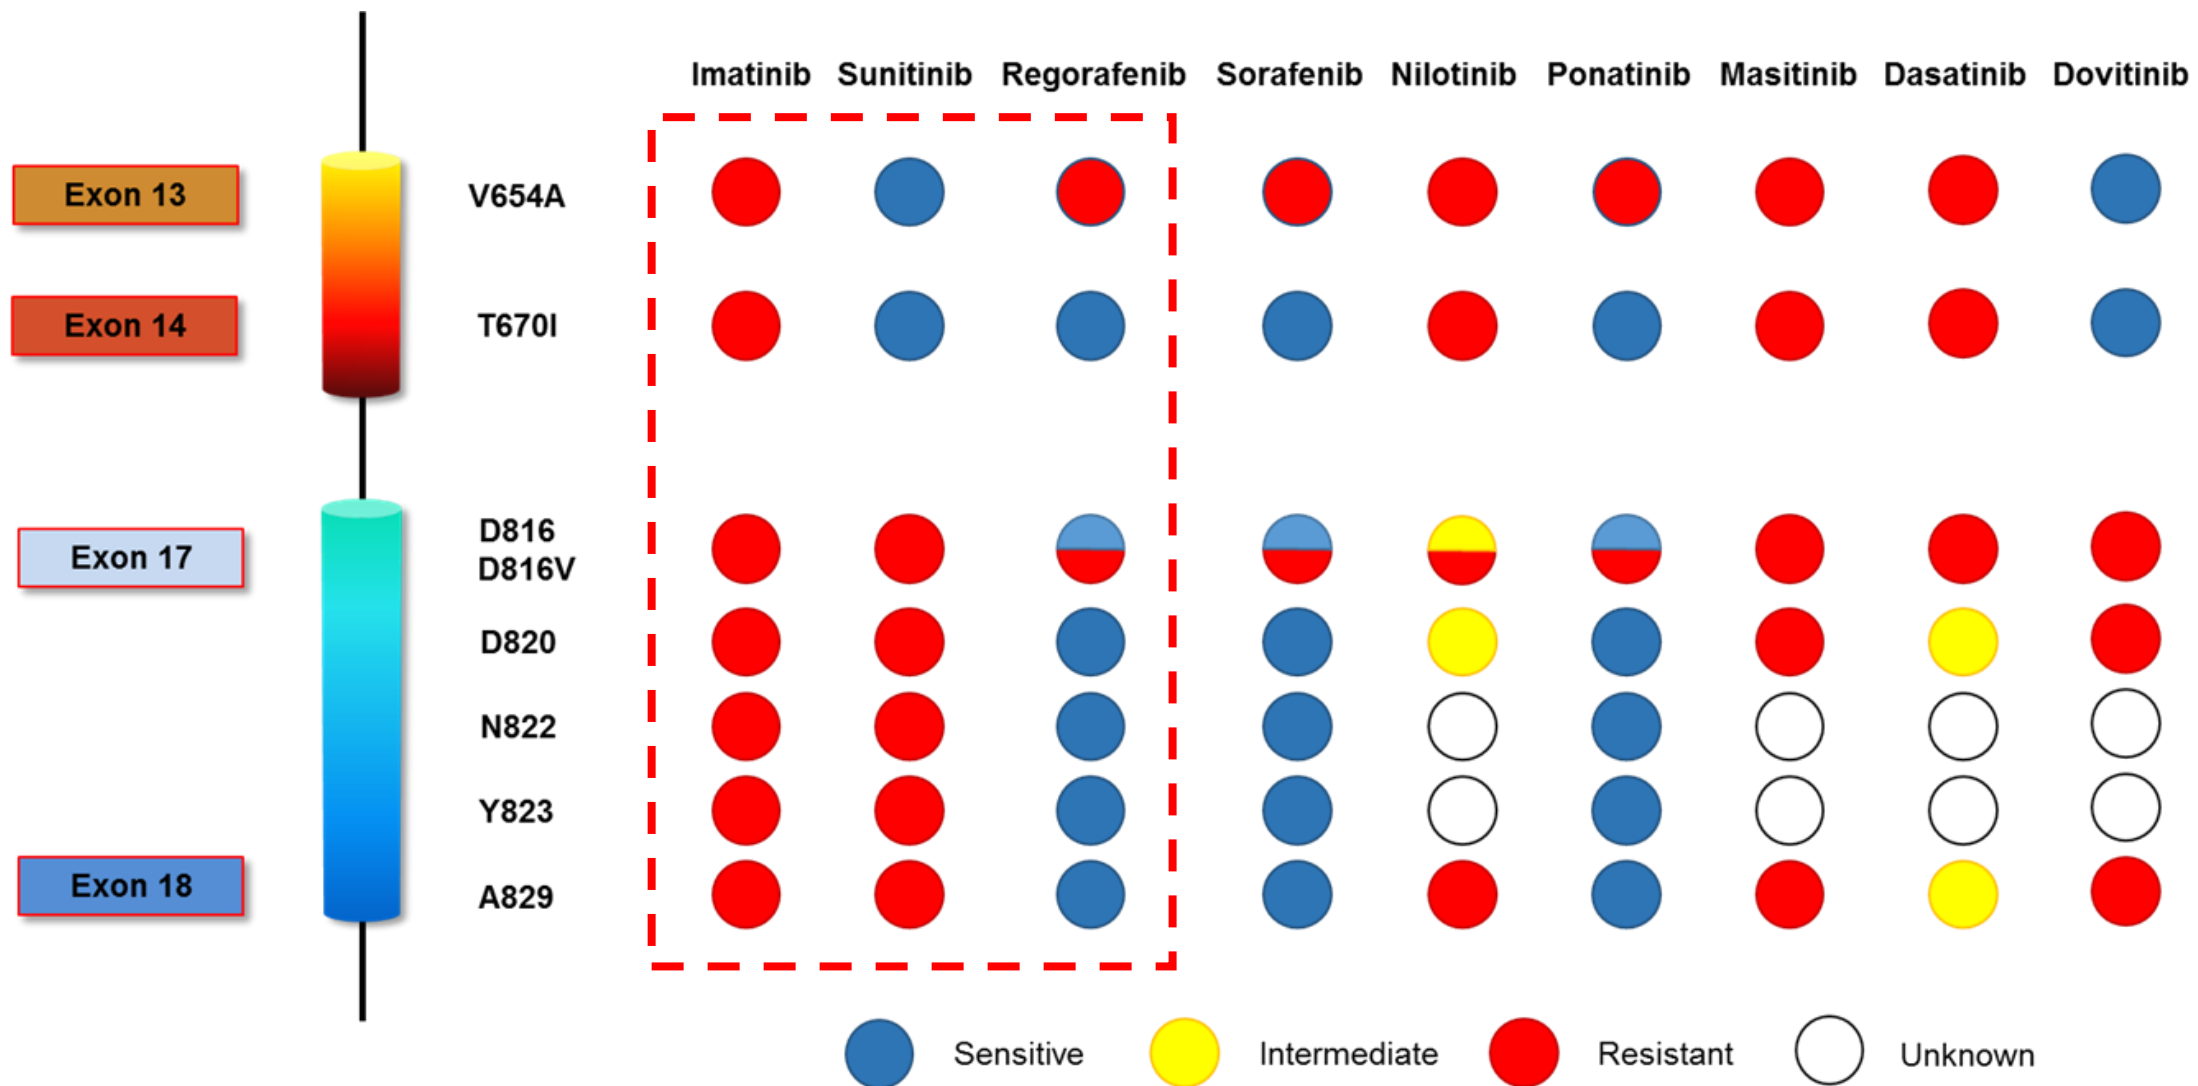 Imatinib Sunitinib Regorafenib Sorafenib Nilotinib Ponatinib Masitinib Dasatinib Dovitinib
Exon 13 V654A
Exon 14 T670I
D816
Exon 17
D816V
D820
N822
Y823
Exon 18 A829
Sensitive Intermediate Resistant Unknown